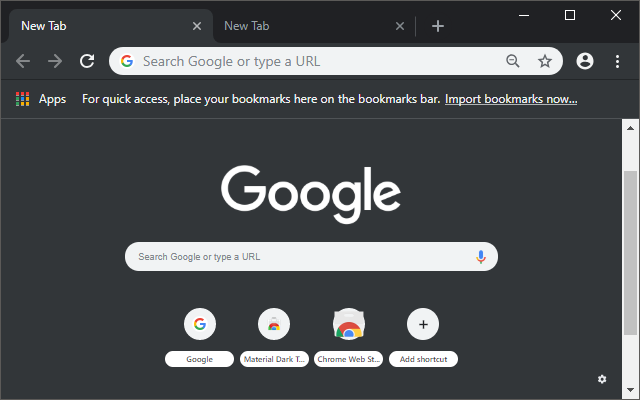 New Tab
New Tab
Search Google or type a URL
Apps
For quick access, place your bookmarks here on the bookmarks bar. Import bookmarks now...
Google
Search Google or type a URL
Google
Material Dark T...
Chrome Web St...
Add shortcut